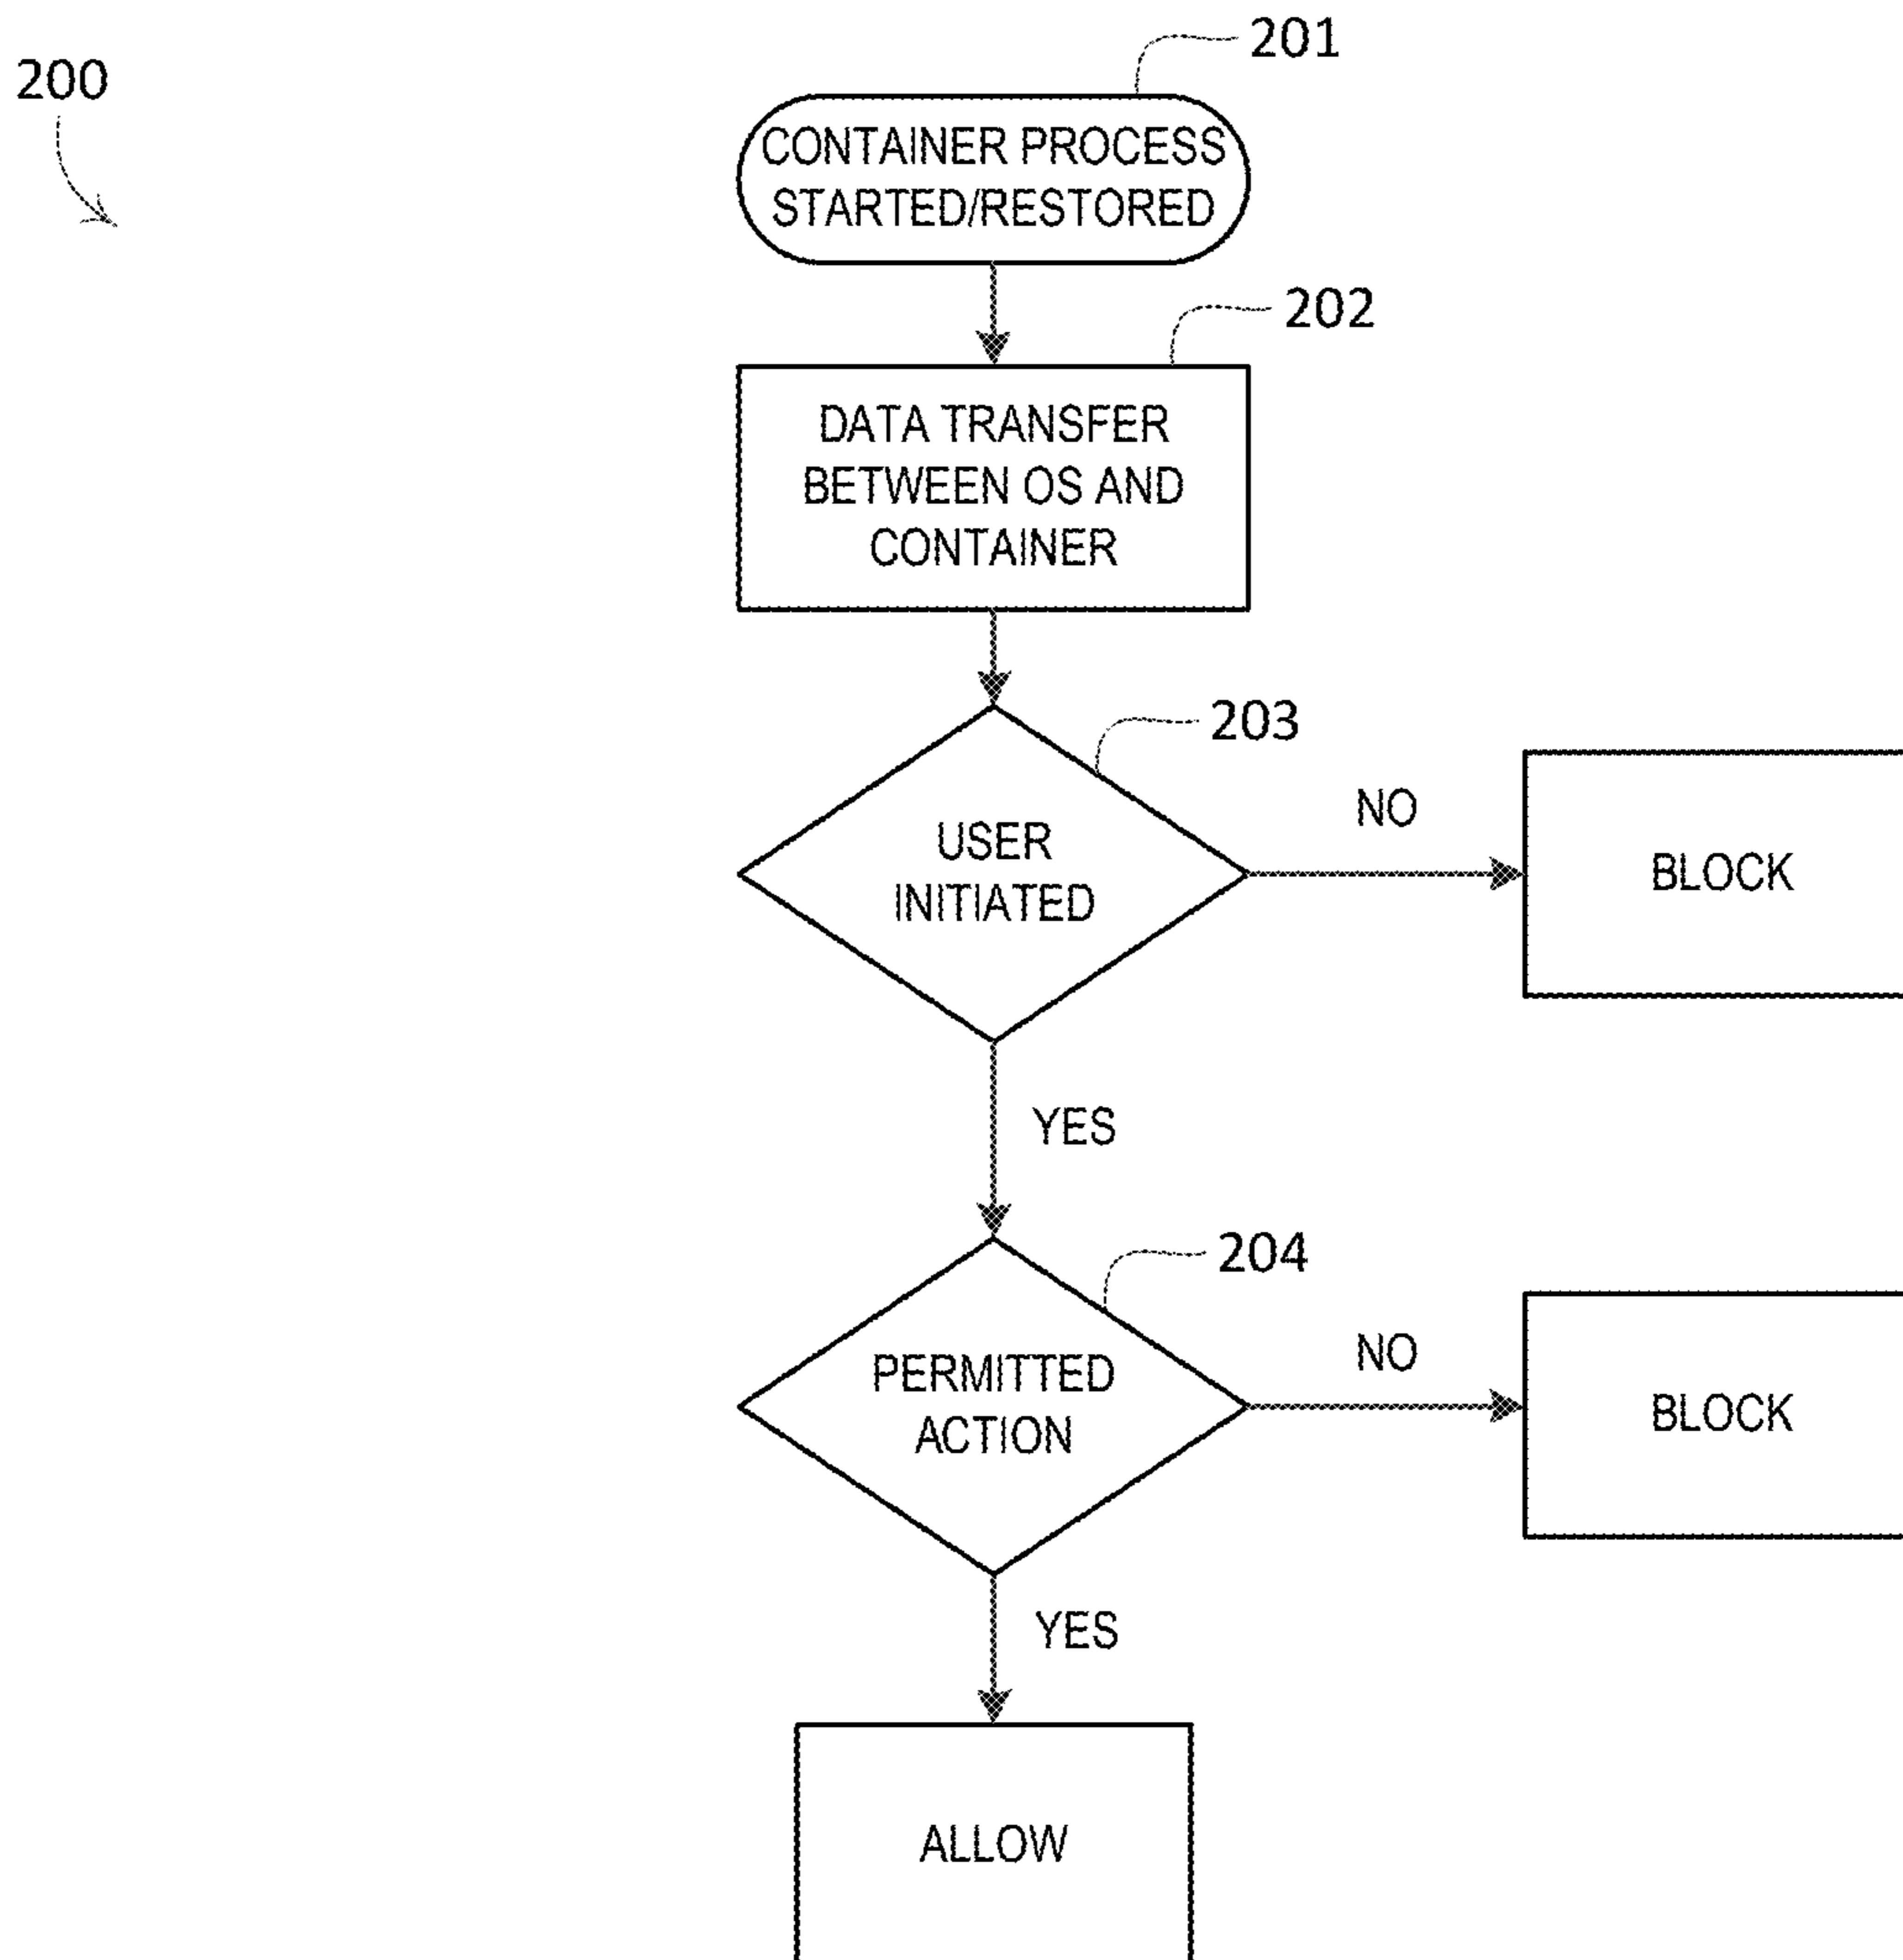 201
200
CONTAINER PROCESS
STARTED/RESTORED
202
DATA TRANSFER
BETWEEN OS AND
CONTAINER
203
USER
INITIATED
NO
BLOCK
YES
204
PERMITTED
ACTION
NO
BLOCK
YES
ALLOW